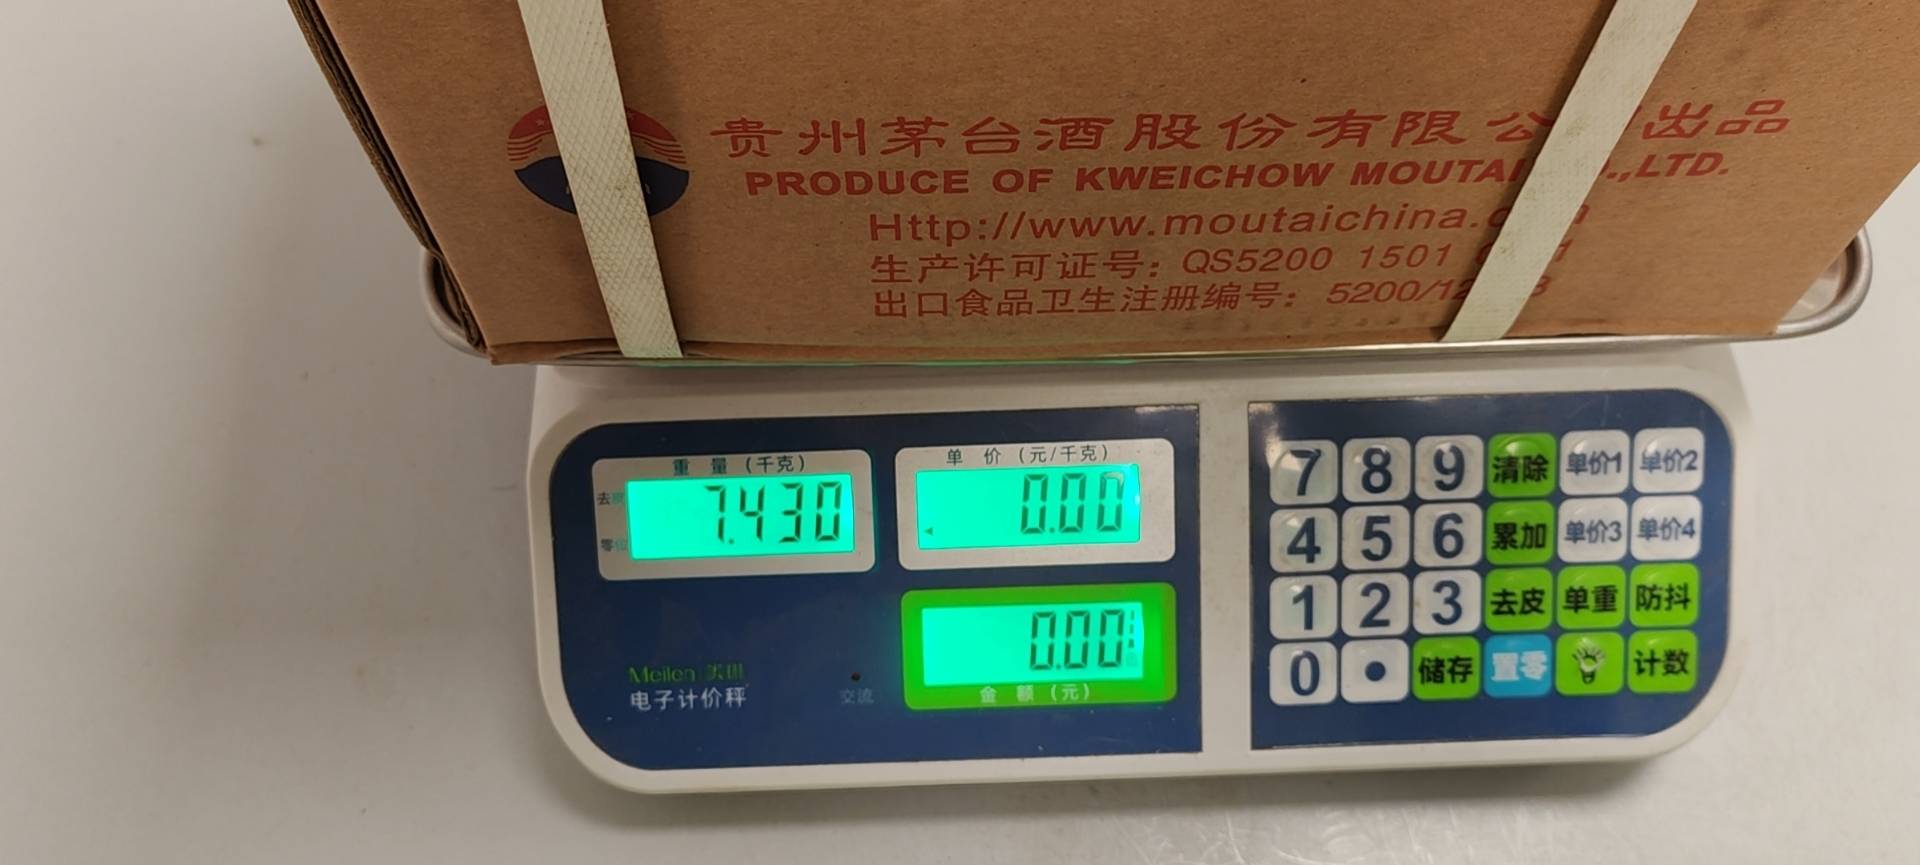 贵州茅台酒股份有限公 出品
PRODUCE OF KWEICHOW MOUTAI ,LTD.
Http://www.moutaichina.
生产许可证号: QS5200 1501
出口食品卫生注册编号: 5200/12
重 量 (千克)
去
7.430
零位
单 价 (元/千克)
0.00
0.00
金 额 (元)
Meilen 美琳
电子计价秤
交流
7 8 9 清除 单价1 单价2
4 5 6 累加 单价3 单价4
1 2 3 去皮 单重 防抖
0 • 储存 置零 计数